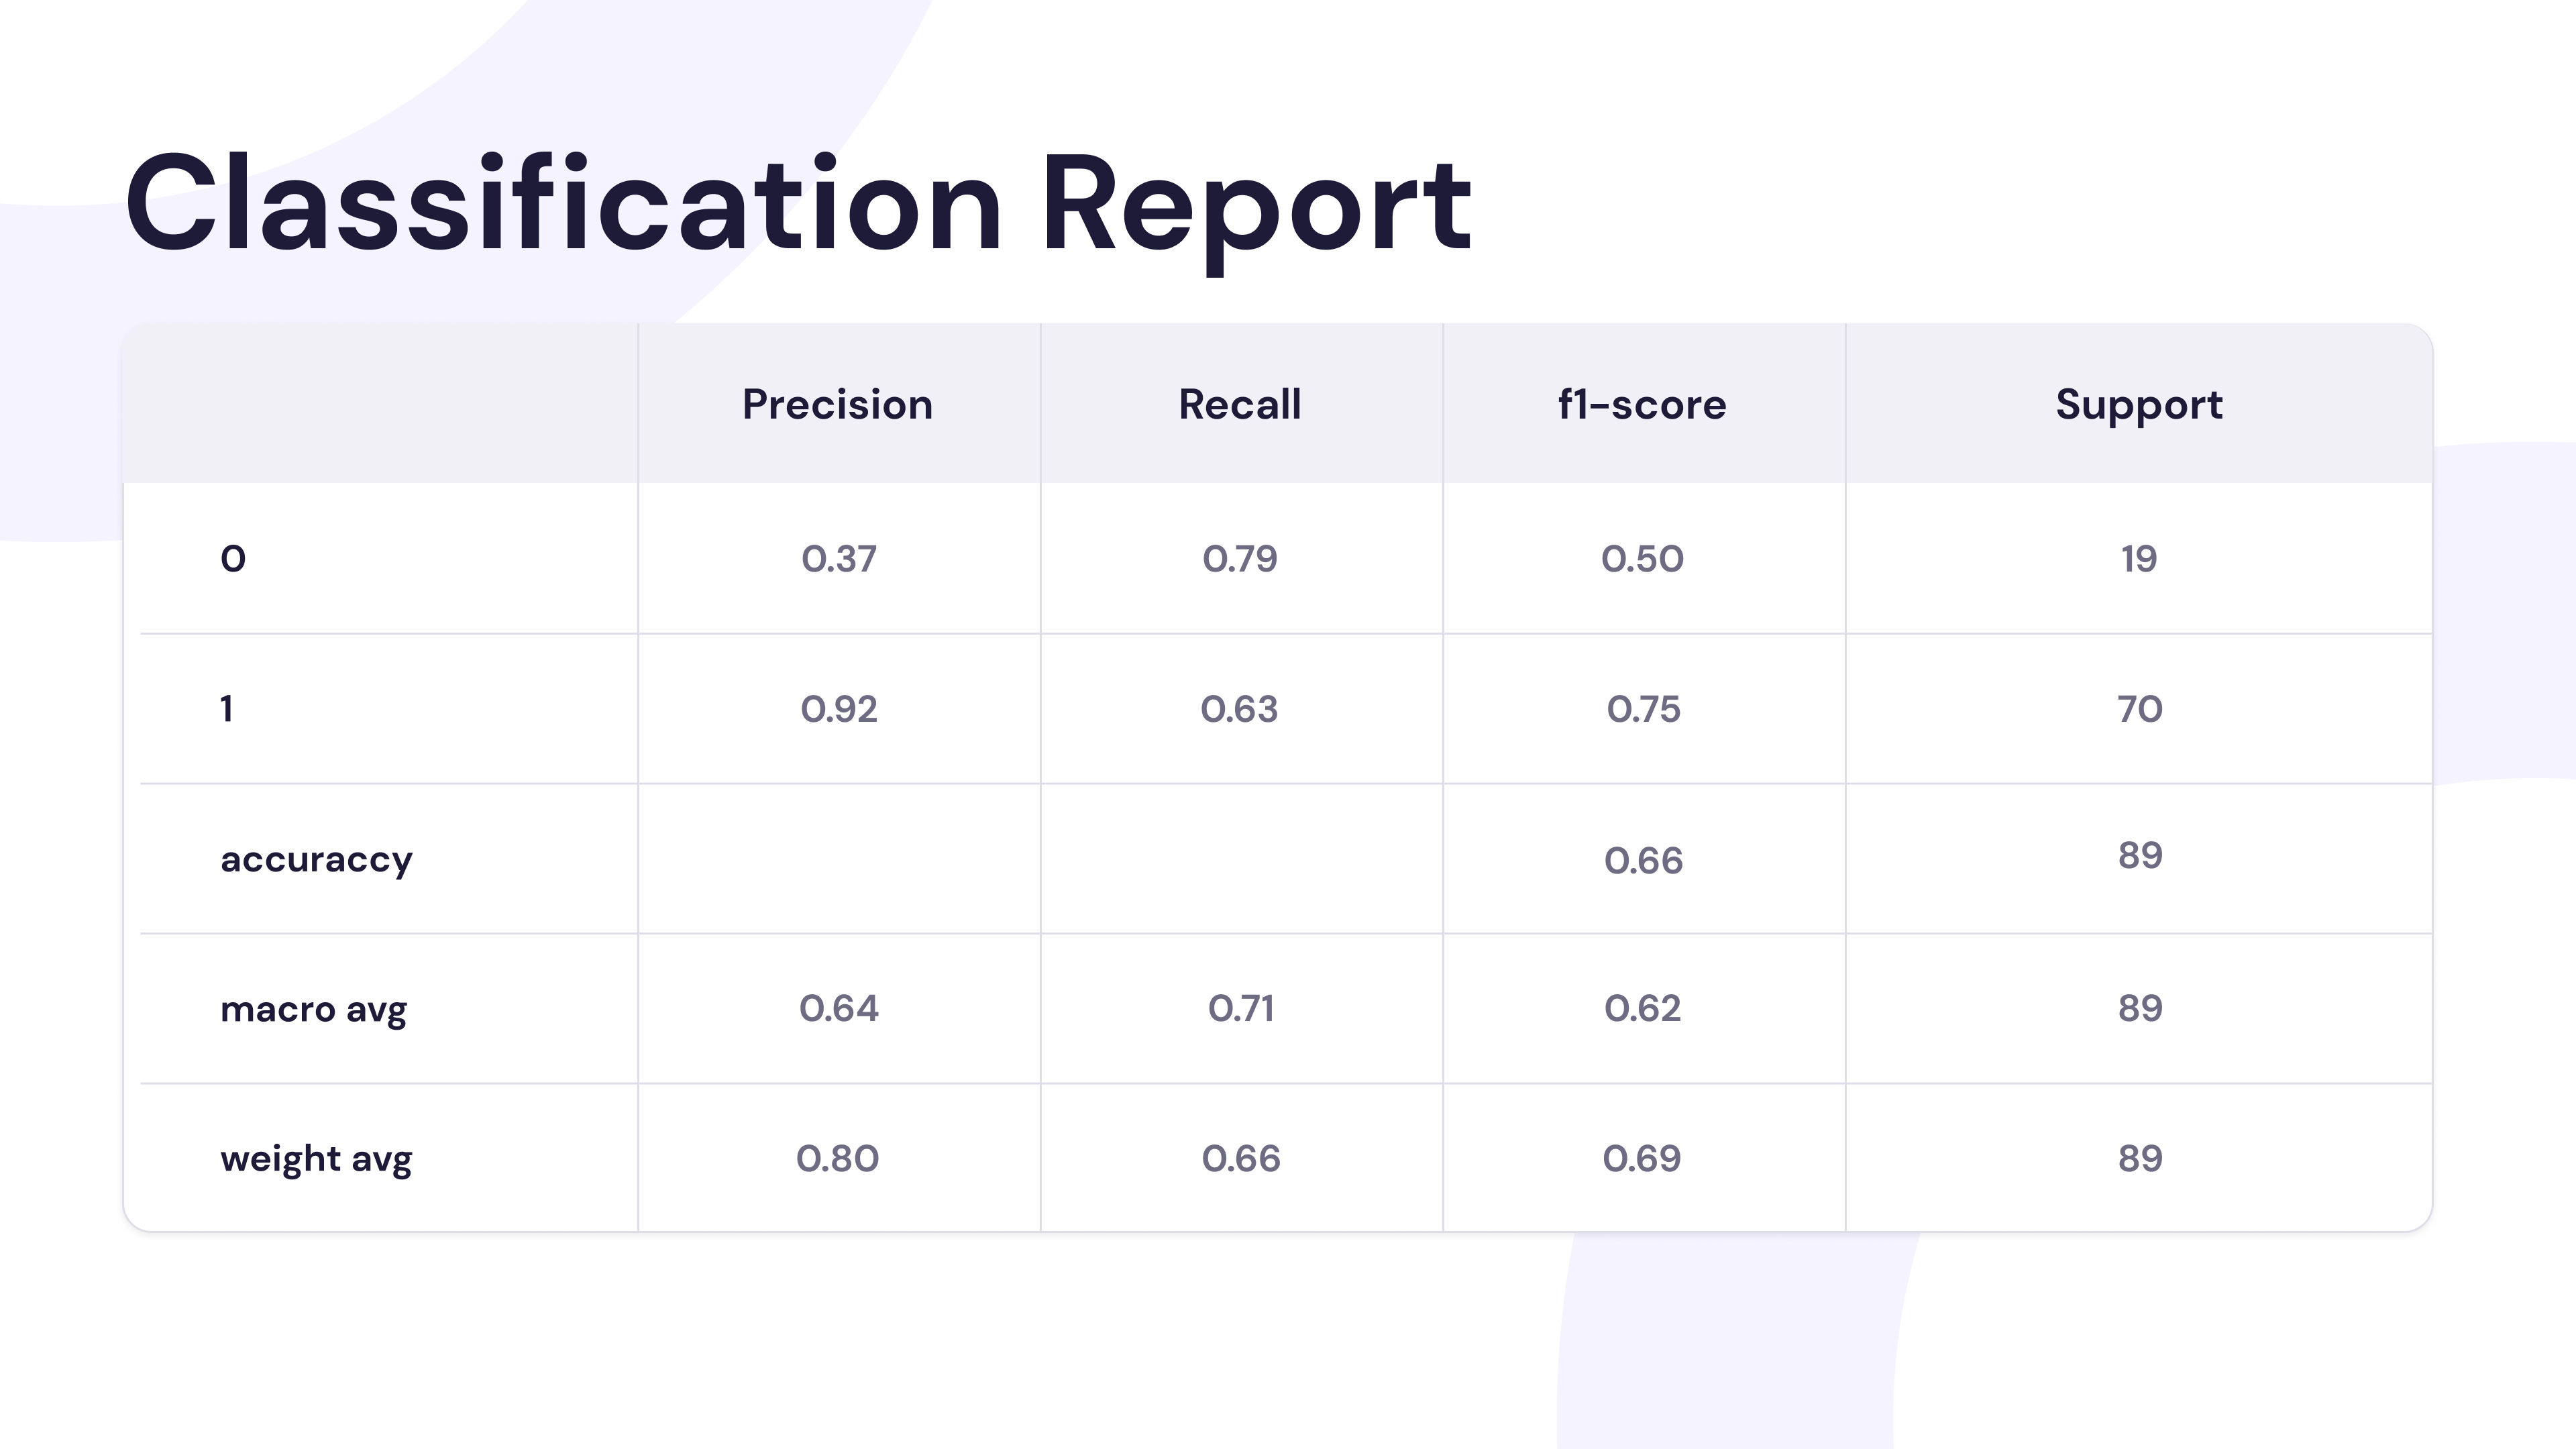 Classification Report
Precision Recall f1-score Support
0 0.37 0.79 0.50 19
1 0.92 0.63 0.75 70
accuraccy 0.66 89
macro avg 0.64 0.71 0.62 89
weight avg 0.80 0.66 0.69 89